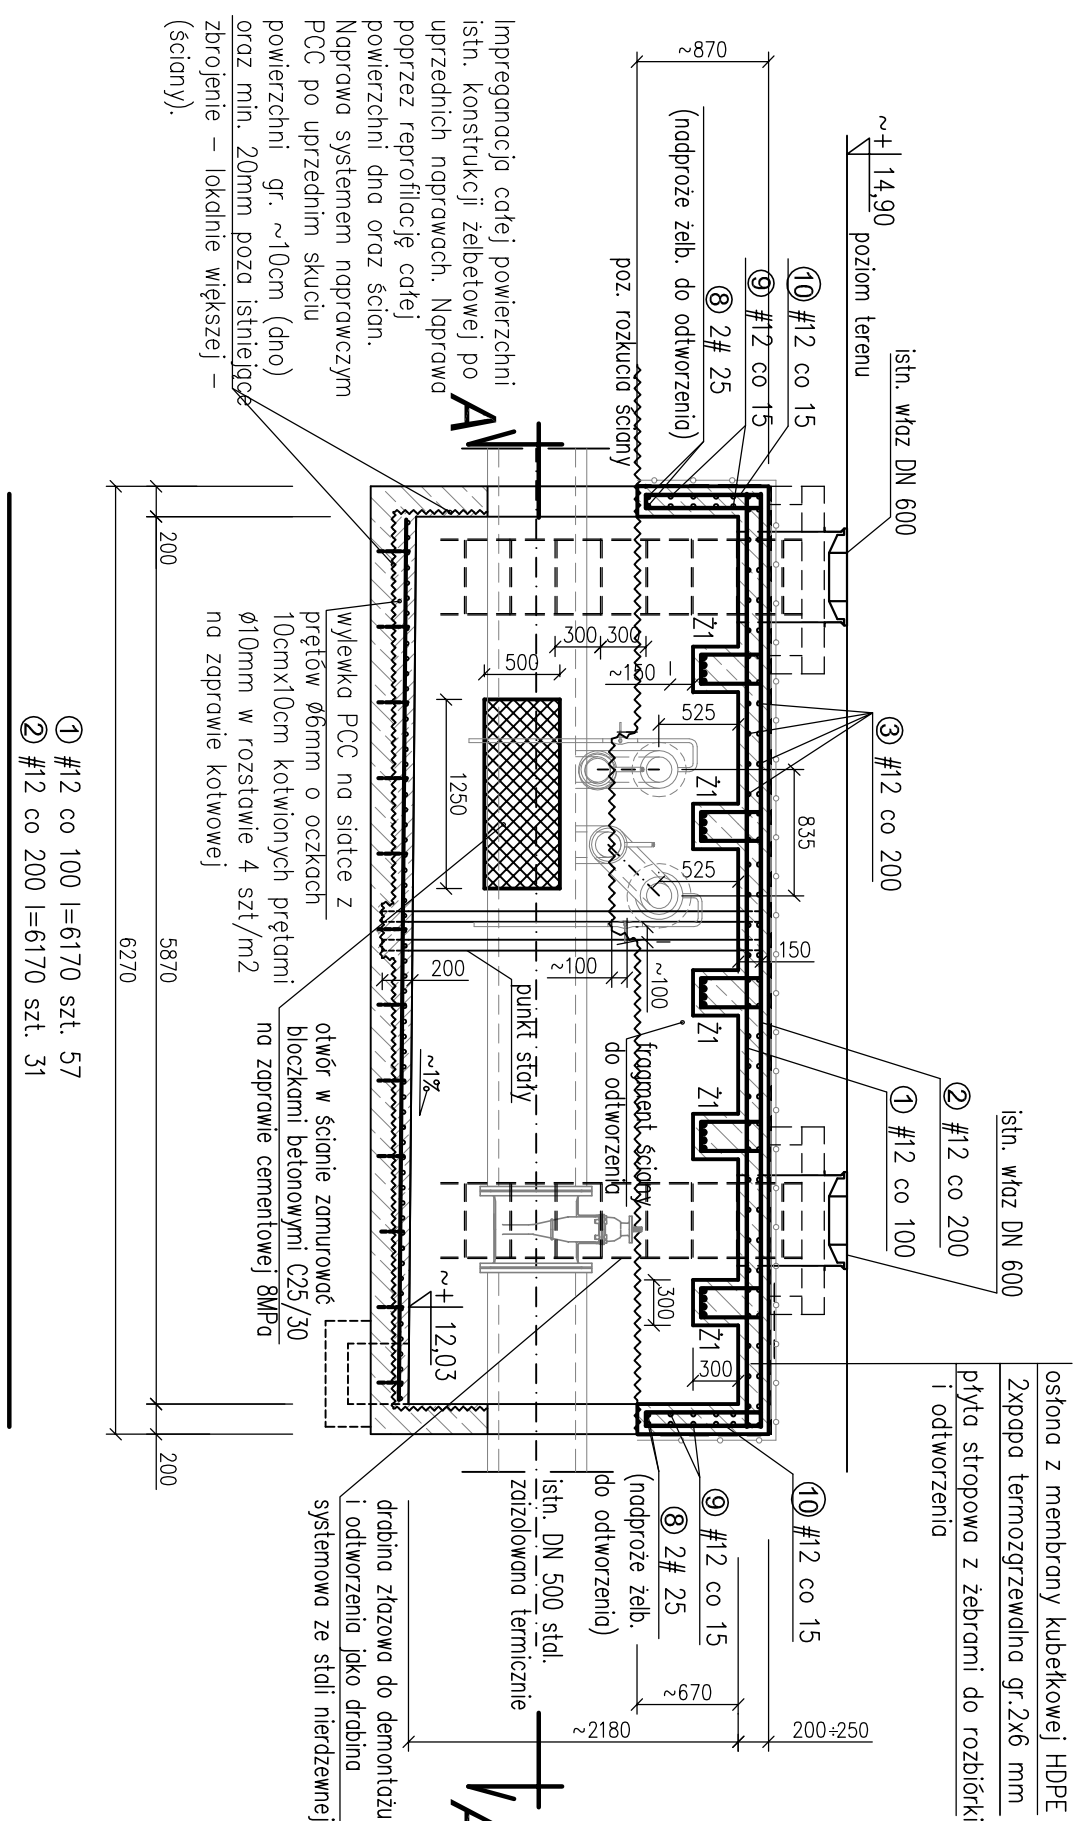 osłona z membrany kubełkowej HDPE
2xpapa termozgrzewalna gr.2x6 mm
płyta stropowa z żebrami do rozbiórki
i odtworzenia
istn. właz DN 600
istn. właz DN 600
~+ 14,90
poziom terenu
② #12 co 200
① #12 co 100
③ #12 co 200
⑩ #12 co 15
⑨ #12 co 15
⑧ 2# 25
(nadproże żelb. do odtworzenia)
~870
poz. rozkucia ściany
⑩ #12 co 15
⑨ #12 co 15
⑧ 2# 25
(nadproże żelb.
do odtworzenia)
200÷250
~670
~2180
835
150
Ż1
Ż1
Ż1
Ż1
Ż1
525
525
~150
300
300
500
300
300
~100
~100
1250
fragment ściany
do odtworzenia
punkt stały
200
~1%
~+ 12,03
A
A
istn. DN 500 stal.
zaizolowana termicznie
drabina złazowa do demontażu
i odtworzenia jako drabina
systemowa ze stali nierdzewnej
Impregancja całej powierzchni
istn. konstrukcji żelbetowej po
uprzednich naprawach. Naprawa
poprzez reprofilację całej
powierzchni dna oraz ścian.
Naprawa systemem naprawczym
PCC po uprzednim skuciu
powierzchni gr. ~10cm (dno)
oraz min. 20mm poza istniejące
zbrojenie – lokalnie większej –
(ściany).
wylewka PCC na siatce z
prętów ø6mm o oczkach
10cmx10cm kotwionych prętami
ø10mm w rozstawie 4 szt/m2
na zaprawie kotwowej
otwór w ścianie zamurować
bloczkami betonowymi C25/30
na zaprawie cementowej 8MPa
200
5870
200
6270
① #12 co 100 l=6170 szt. 57
② #12 co 200 l=6170 szt. 31